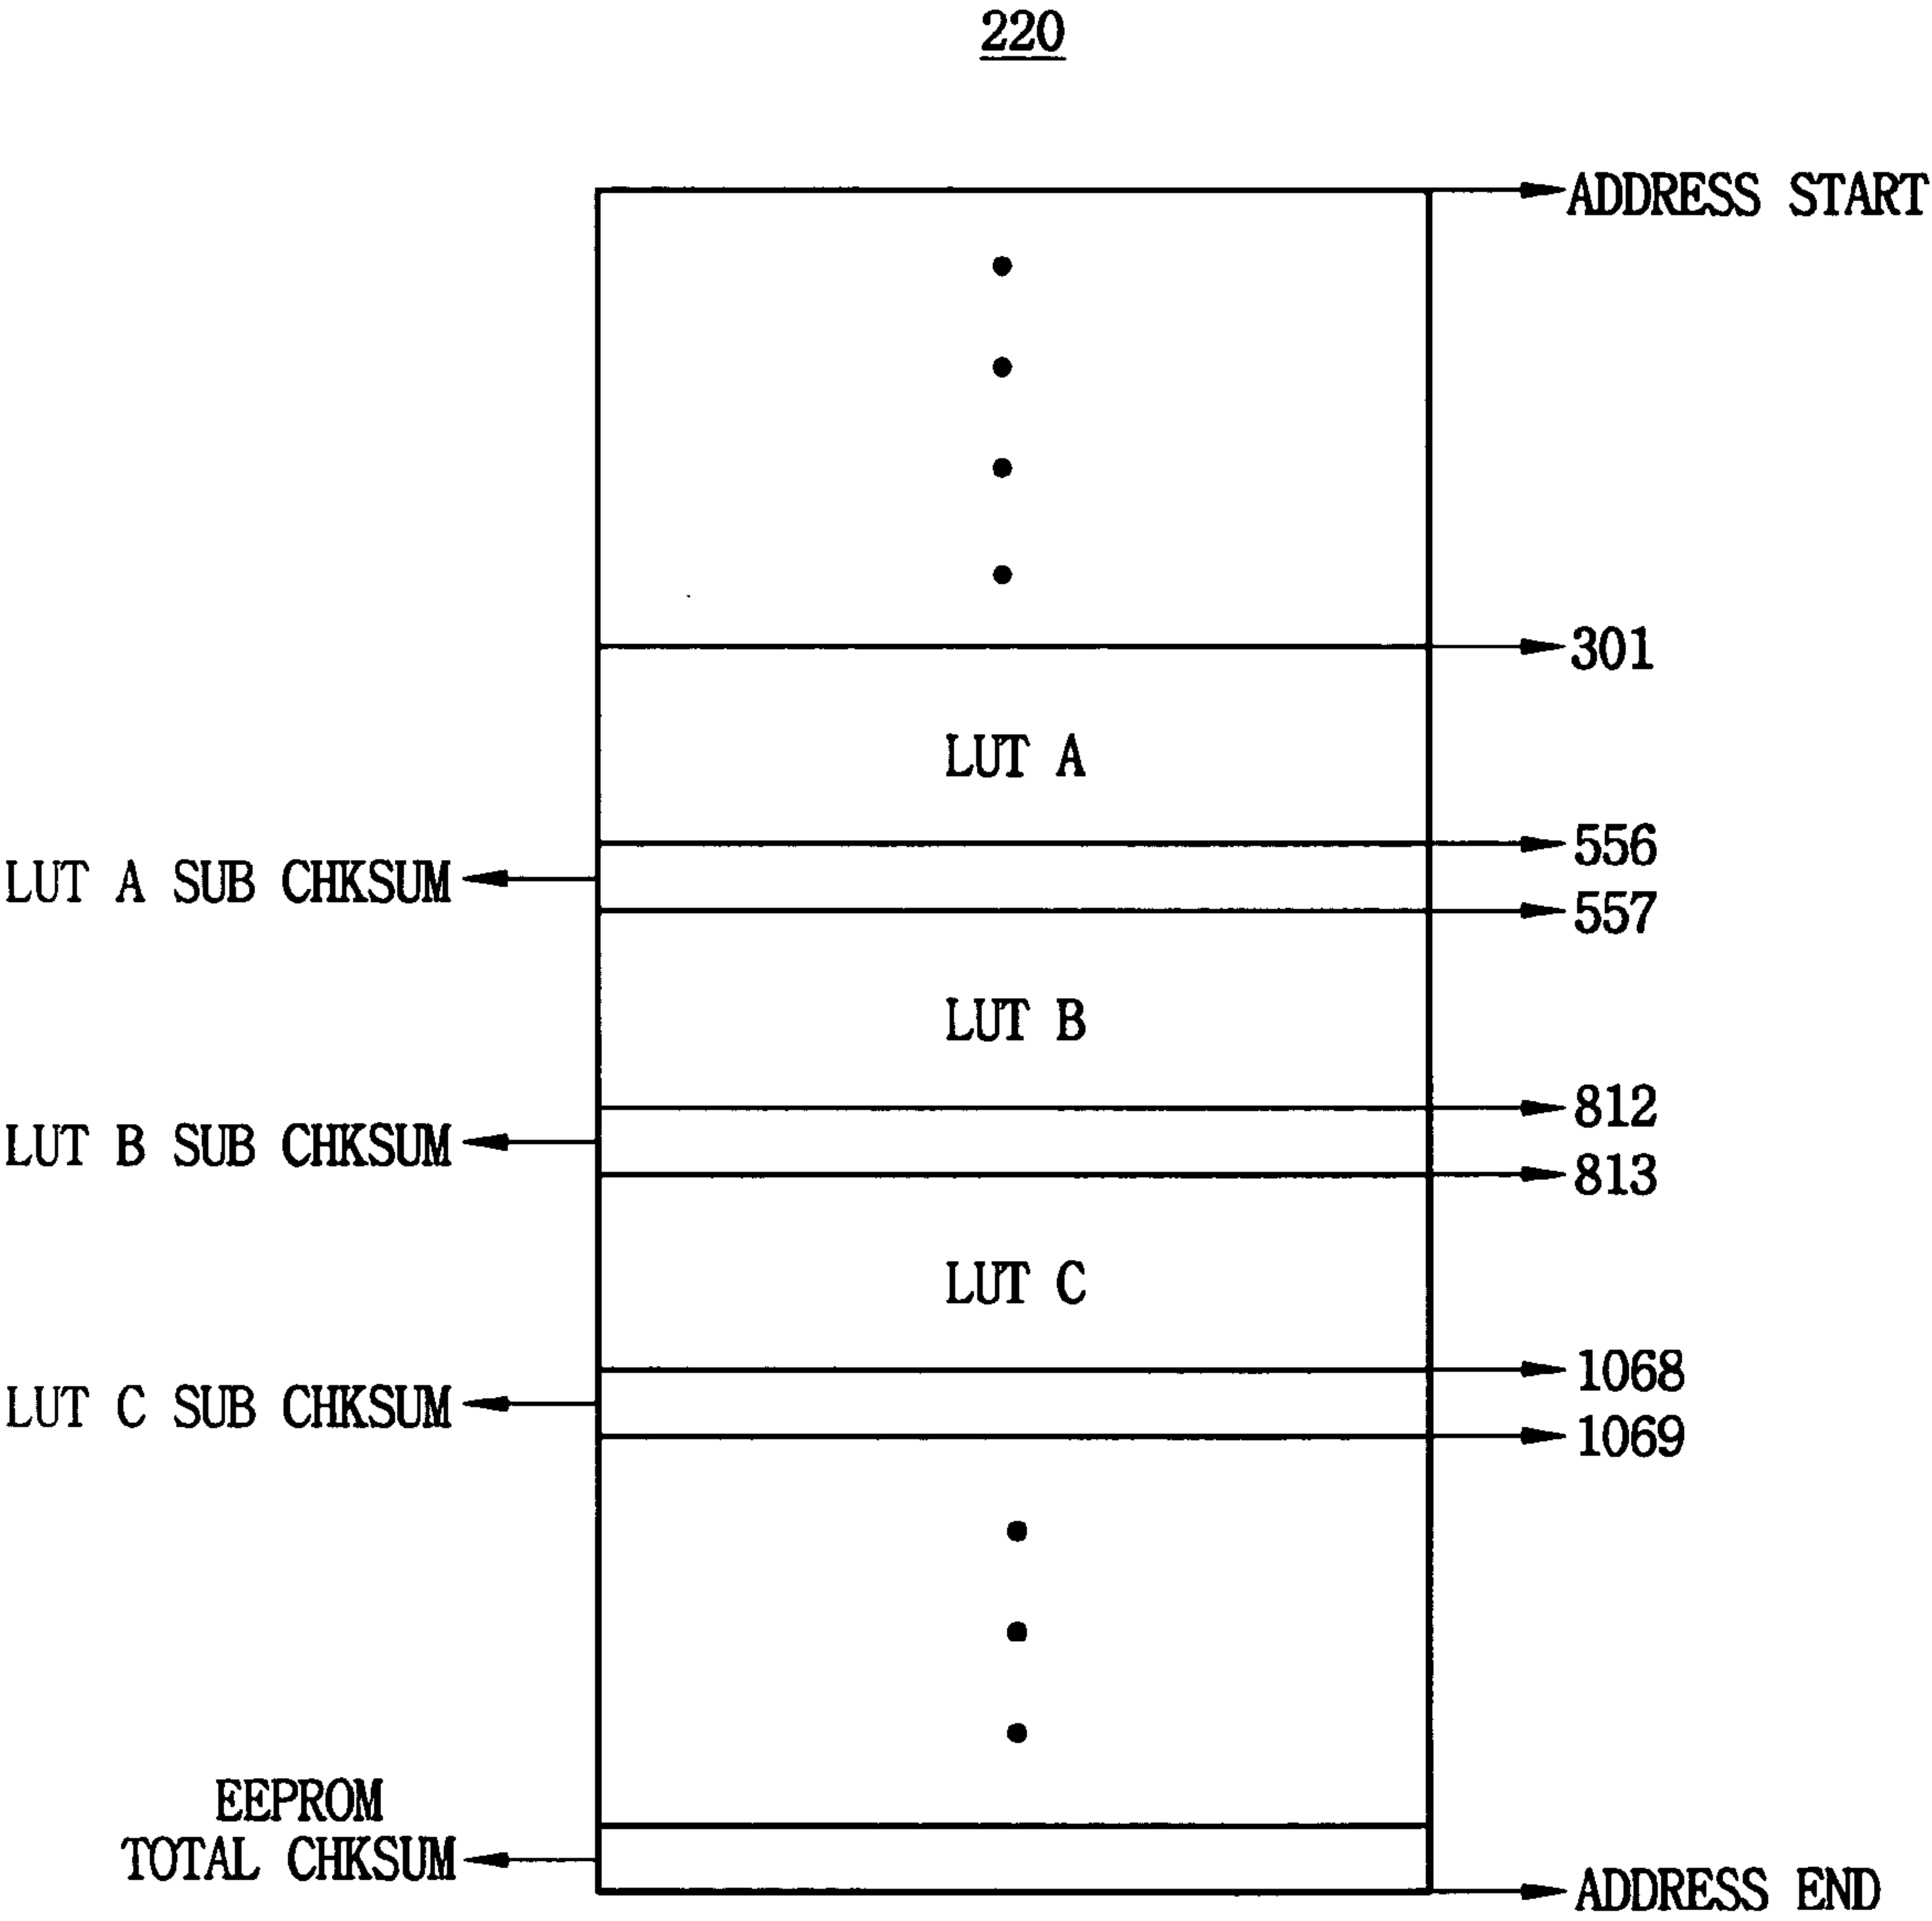 220
ADDRESS START
301
LUT A
556
LUT A SUB CHKSUM
557
LUT B
812
LUT B SUB CHKSUM
813
LUT C
1068
LUT C SUB CHKSUM
1069
EEPROM
TOTAL CHKSUM
ADDRESS END